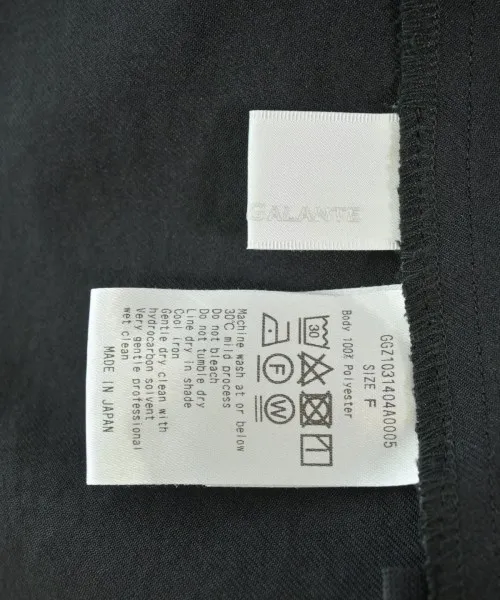 GALANTE
GGZ1031404A0005
SIZE F
Body 100% Polyester
30
F
W
Machine wash at or below
30℃ mild process
Do not bleach
Do not tumble dry
Line dry in shade
Cool iron
Gentle dry clean with
hydrocarbon solvent
Very gentle professional
wet clean
MADE IN JAPAN